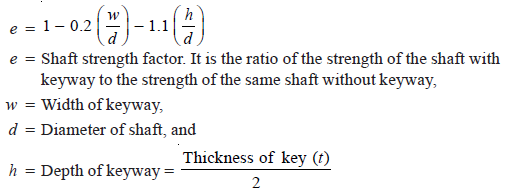 e = 1 − 0.2 (w/d) − 1.1 (h/d)
e = Shaft strength factor. It is the ratio of the strength of the shaft with
keyway to the strength of the same shaft without keyway,
w = Width of keyway,
d = Diameter of shaft, and
h = Depth of keyway = Thickness of key (t) / 2